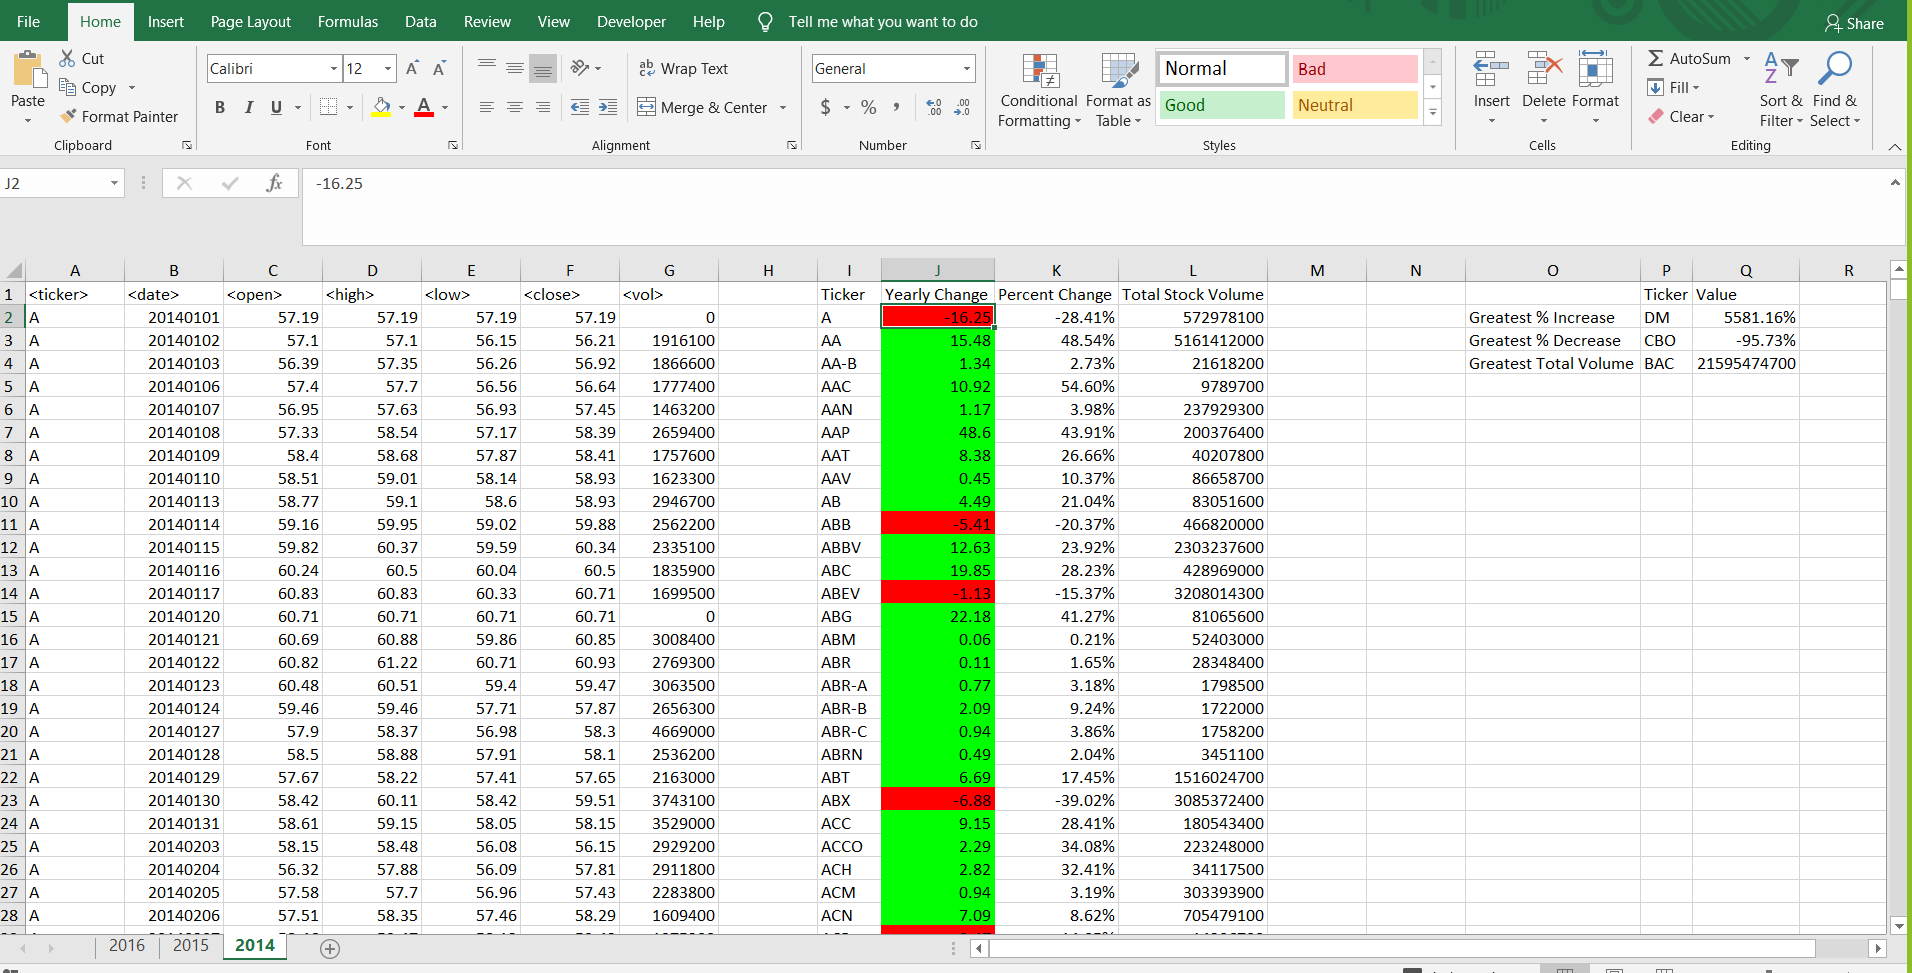 File Home Insert Page Layout Formulas Data Review View Developer Help Tell me what you want to do Share
Cut
Copy
Format Painter
Paste
Clipboard
Calibri 12 A A
B I U A
Font
ab c Wrap Text
Merge & Center
Alignment
General
$ % , .00 .00
Number
Conditional Formatting
Format as Table
Normal Bad
Good Neutral
Styles
Insert Delete Format
Cells
AutoSum
Fill
Clear
Sort & Filter
Find & Select
Editing
J2 fx -16.25
A B C D E F G H I J K L M N O P Q R
1 <ticker> <date> <open> <high> <low> <close> <vol> Ticker Yearly Change Percent Change Total Stock Volume Ticker Value
2 A 20140101 57.19 57.19 57.19 57.19 0 A -16.25 -28.41% 572978100 Greatest % Increase DM 5581.16%
3 A 20140102 57.1 57.1 56.15 56.21 1916100 AA 15.48 48.54% 5161412000 Greatest % Decrease CBO -95.73%
4 A 20140103 56.39 57.35 56.26 56.92 1866600 AA-B 1.34 2.73% 21618200 Greatest Total Volume BAC 21595474700
5 A 20140106 57.4 57.7 56.56 56.64 1777400 AAC 10.92 54.60% 9789700
6 A 20140107 56.95 57.63 56.93 57.45 1463200 AAN 1.17 3.98% 237929300
7 A 20140108 57.33 58.54 57.17 58.39 2659400 AAP 48.6 43.91% 200376400
8 A 20140109 58.4 58.68 57.87 58.41 1757600 AAT 8.38 26.66% 40207800
9 A 20140110 58.51 59.01 58.14 58.93 1623300 AAV 0.45 10.37% 86658700
10 A 20140113 58.77 59.1 58.6 58.93 2946700 AB 4.49 21.04% 83051600
11 A 20140114 59.16 59.95 59.02 59.88 2562200 ABB -5.41 -20.37% 466820000
12 A 20140115 59.82 60.37 59.59 60.34 2335100 ABBV 12.63 23.92% 2303237600
13 A 20140116 60.24 60.5 60.04 60.5 1835900 ABC 19.85 28.23% 428969000
14 A 20140117 60.83 60.83 60.33 60.71 1699500 ABEV -1.13 -15.37% 3208014300
15 A 20140120 60.71 60.71 60.71 60.71 0 ABG 22.18 41.27% 81065600
16 A 20140121 60.69 60.88 59.86 60.85 3008400 ABM 0.06 0.21% 52403000
17 A 20140122 60.82 61.22 60.71 60.93 2769300 ABR 0.11 1.65% 28348400
18 A 20140123 60.48 60.51 59.4 59.47 3063500 ABR-A 0.77 3.18% 1798500
19 A 20140124 59.46 59.46 57.71 57.87 2656300 ABR-B 2.09 9.24% 1722000
20 A 20140127 57.9 58.37 56.98 58.3 4669000 ABR-C 0.94 3.86% 1758200
21 A 20140128 58.5 58.88 57.91 58.1 2536200 ABRN 0.49 2.04% 3451100
22 A 20140129 57.67 58.22 57.41 57.65 2163000 ABT 6.69 17.45% 1516024700
23 A 20140130 58.42 60.11 58.42 59.51 3743100 ABX -6.88 -39.02% 3085372400
24 A 20140131 58.61 59.15 58.05 58.15 3529000 ACC 9.15 28.41% 180543400
25 A 20140203 58.15 58.48 56.08 56.15 2929200 ACCO 2.29 34.08% 223248000
26 A 20140204 56.32 57.88 56.09 57.81 2911800 ACH 2.82 32.41% 34117500
27 A 20140205 57.58 57.7 56.96 57.43 2283800 ACM 0.94 3.19% 303393900
28 A 20140206 57.51 58.35 57.46 58.29 1609400 ACN 7.09 8.62% 705479100
2016 2015 2014